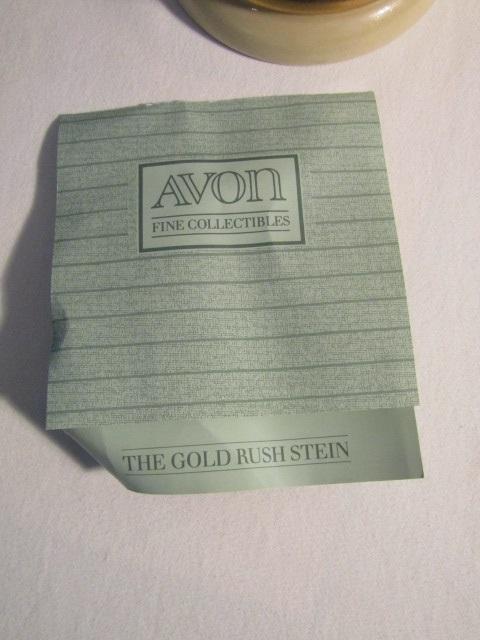 AVON
FINE COLLECTIBLES
THE GOLD RUSH STEIN